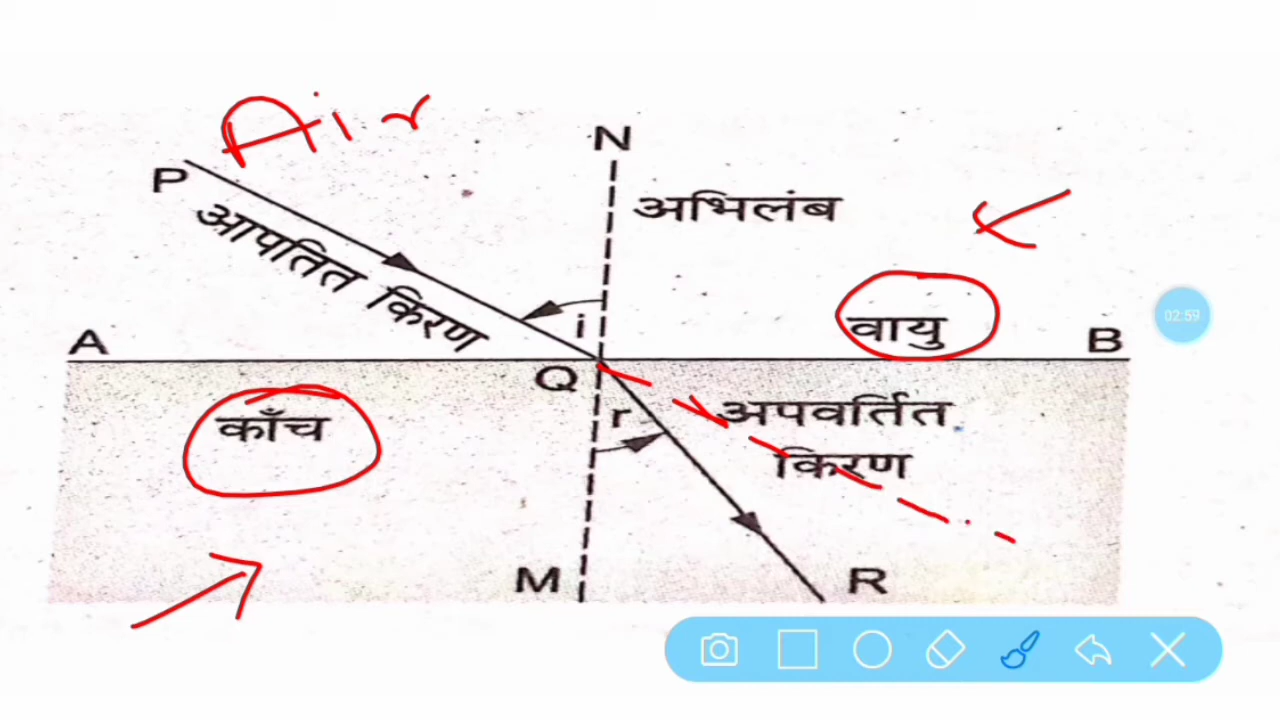 Air
N
P
अभिलंब
आपतित किरण
i
वायु
A
B
02:59
Q
काँच
r
अपवर्तित
किरण
M
R